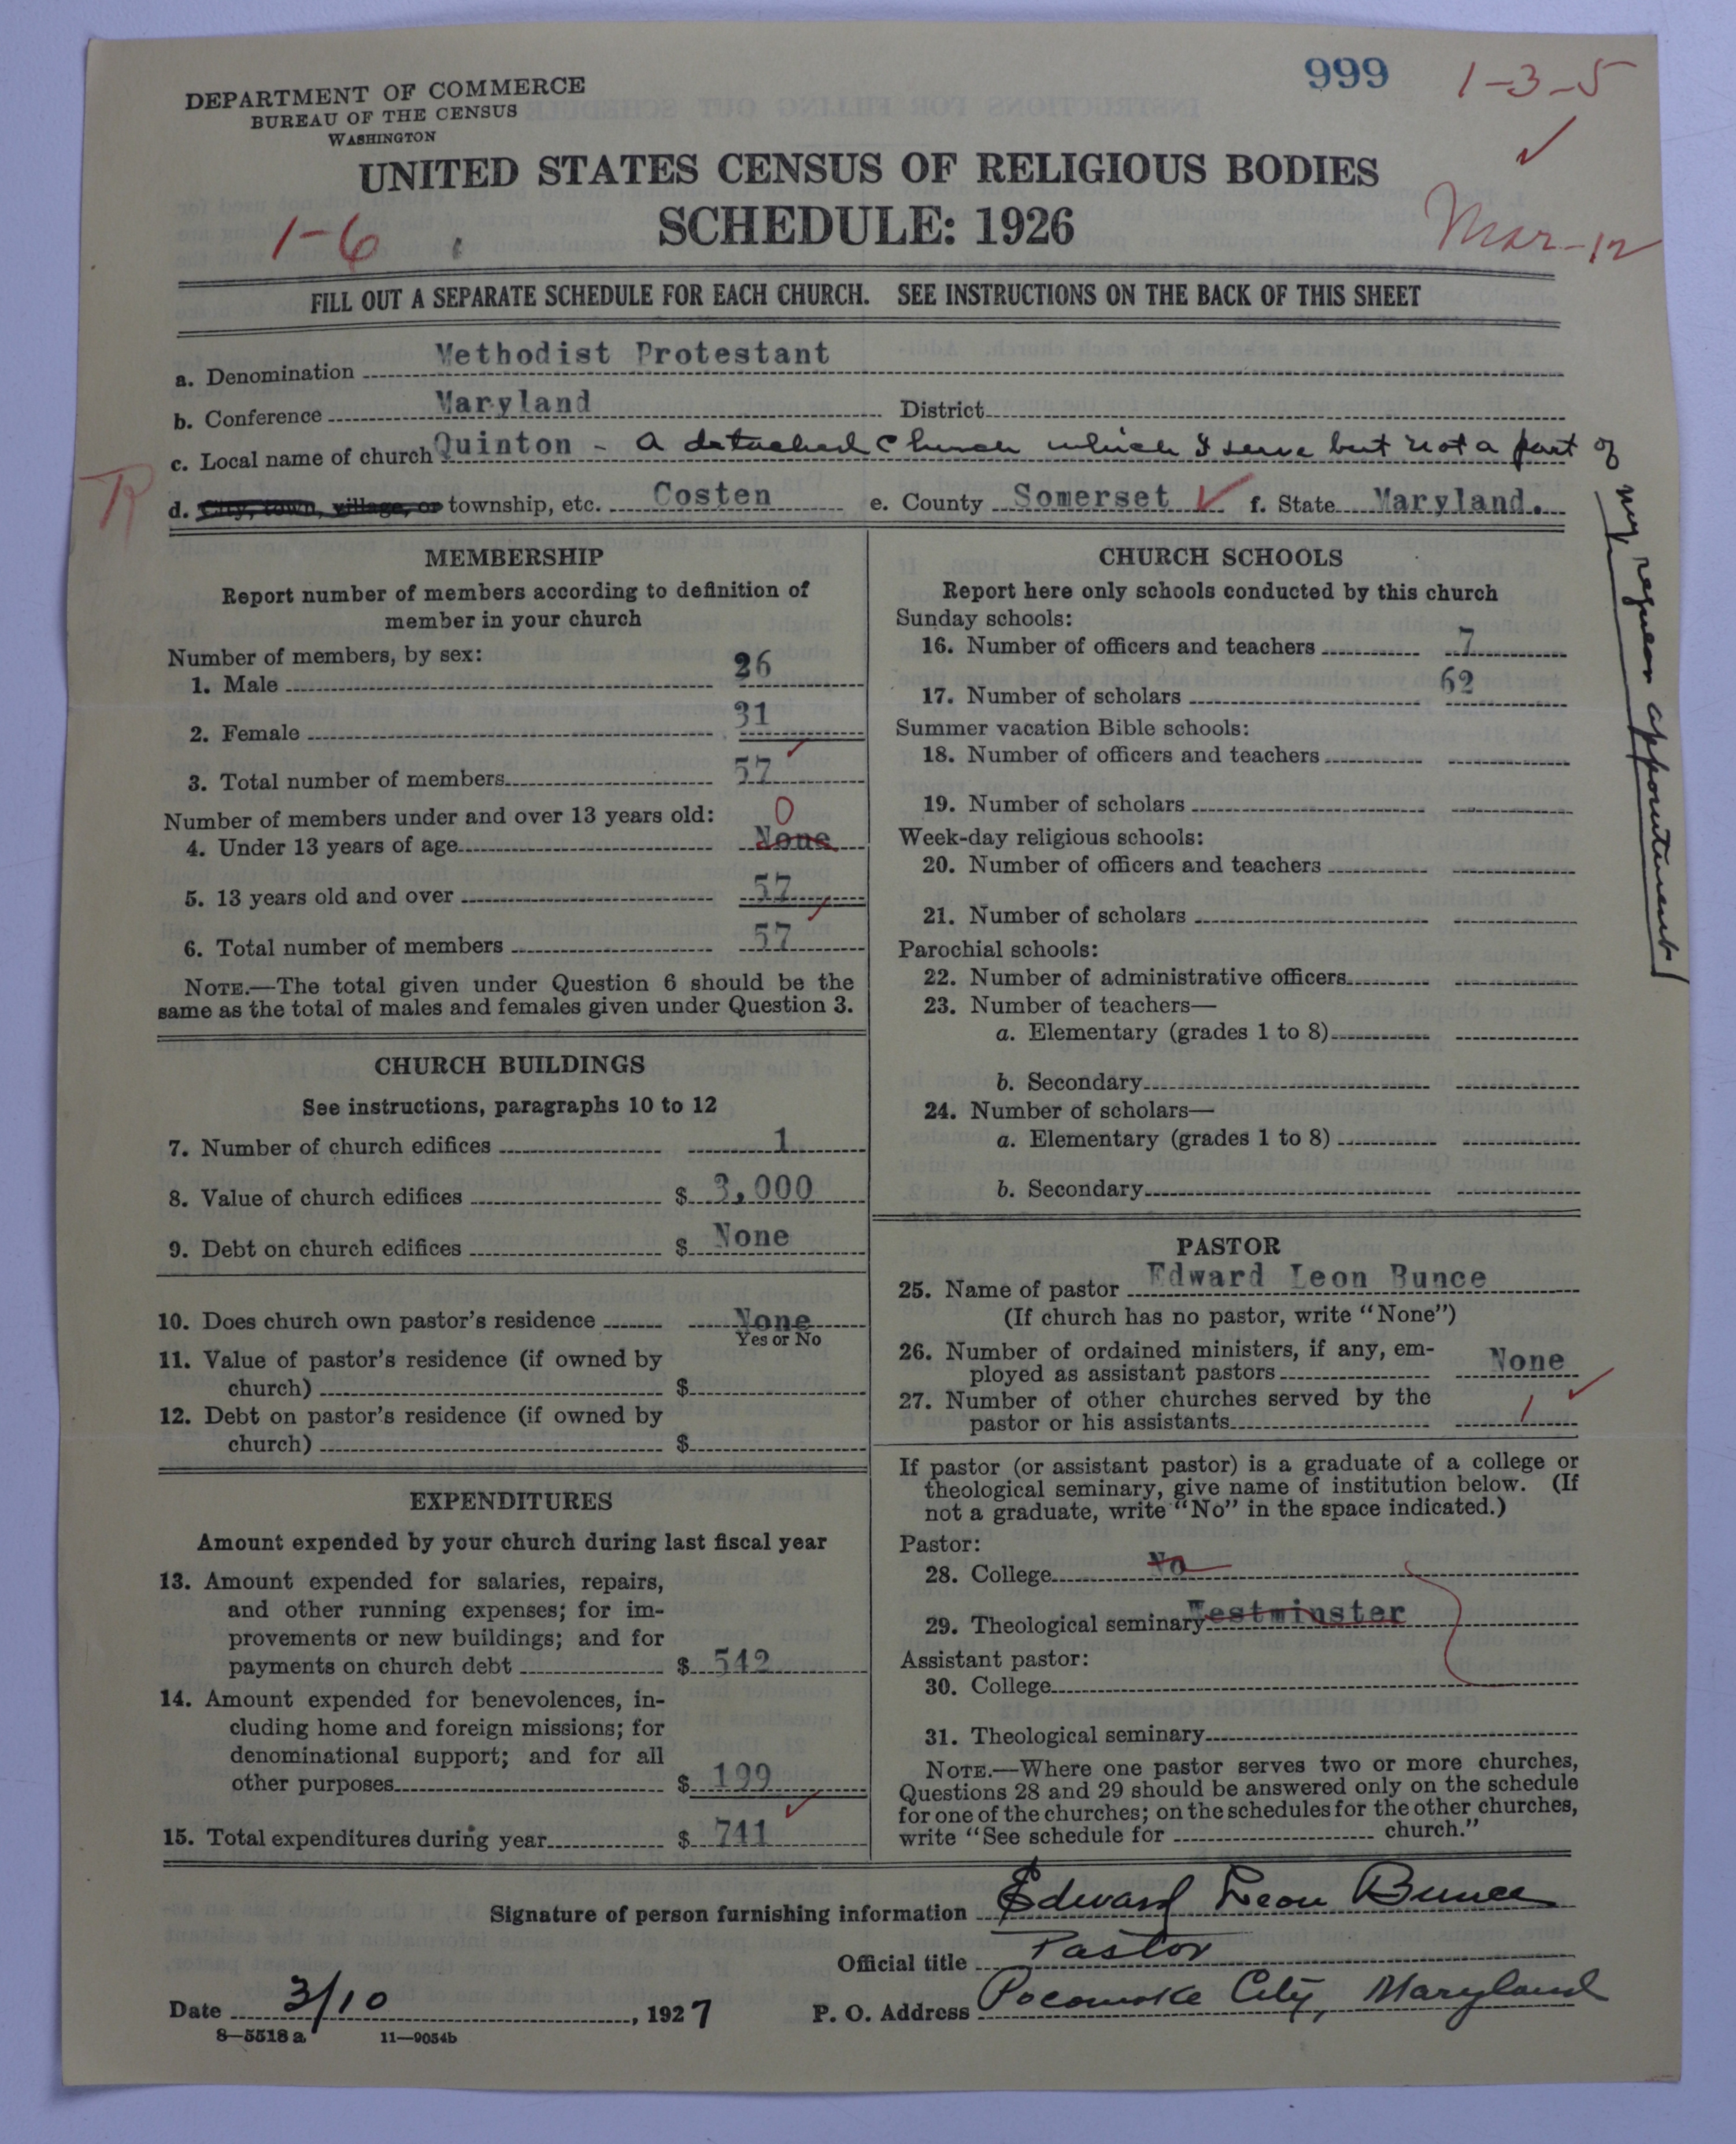 DEPARTMENT OF COMMERCE
BUREAU OF THE CENSUS
WASHINGTON
999
1-3-5
UNITED STATES CENSUS OF RELIGIOUS BODIES
SCHEDULE: 1926
1-6
Mar-12
FILL OUT A SEPARATE SCHEDULE FOR EACH CHURCH. SEE INSTRUCTIONS ON THE BACK OF THIS SHEET
a. Denomination Methodist Protestant
b. Conference Maryland District
c. Local name of church Quinton - a detached church which I serve but not a part of my regular appointment
R
d. City, town, village, or township, etc. Costen e. County Somerset f. State Maryland.
MEMBERSHIP
Report number of members according to definition of
member in your church
Number of members, by sex:
1. Male 26
2. Female 31
3. Total number of members 57
Number of members under and over 13 years old:
0
4. Under 13 years of age None
5. 13 years old and over 57
6. Total number of members 57
NOTE.—The total given under Question 6 should be the
same as the total of males and females given under Question 3.
CHURCH BUILDINGS
See instructions, paragraphs 10 to 12
7. Number of church edifices 1
8. Value of church edifices $ 3,000
9. Debt on church edifices $ None
10. Does church own pastor's residence None
Yes or No
11. Value of pastor's residence (if owned by
church) $
12. Debt on pastor's residence (if owned by
church) $
EXPENDITURES
Amount expended by your church during last fiscal year
13. Amount expended for salaries, repairs,
and other running expenses; for im-
provements or new buildings; and for
payments on church debt $ 542
14. Amount expended for benevolences, in-
cluding home and foreign missions; for
denominational support; and for all
other purposes $ 199
15. Total expenditures during year $ 741
CHURCH SCHOOLS
Report here only schools conducted by this church
Sunday schools:
16. Number of officers and teachers 7
17. Number of scholars 62
Summer vacation Bible schools:
18. Number of officers and teachers
19. Number of scholars
Week-day religious schools:
20. Number of officers and teachers
21. Number of scholars
Parochial schools:
22. Number of administrative officers
23. Number of teachers—
a. Elementary (grades 1 to 8)
b. Secondary
24. Number of scholars—
a. Elementary (grades 1 to 8)
b. Secondary
PASTOR
25. Name of pastor Edward Leon Bunce
(If church has no pastor, write "None")
26. Number of ordained ministers, if any, em-
ployed as assistant pastors None
27. Number of other churches served by the
pastor or his assistants 1
If pastor (or assistant pastor) is a graduate of a college or
theological seminary, give name of institution below. (If
not a graduate, write "No" in the space indicated.)
Pastor:
28. College No
29. Theological seminary Westminster
Assistant pastor:
30. College
31. Theological seminary
NOTE.—Where one pastor serves two or more churches,
Questions 28 and 29 should be answered only on the schedule
for one of the churches; on the schedules for the other churches,
write "See schedule for church."
Signature of person furnishing information Edward Leon Bunce
Official title Pastor
Date 3/10, 1927 P. O. Address Pocomoke City, Maryland
8—5518 a 11—9054b